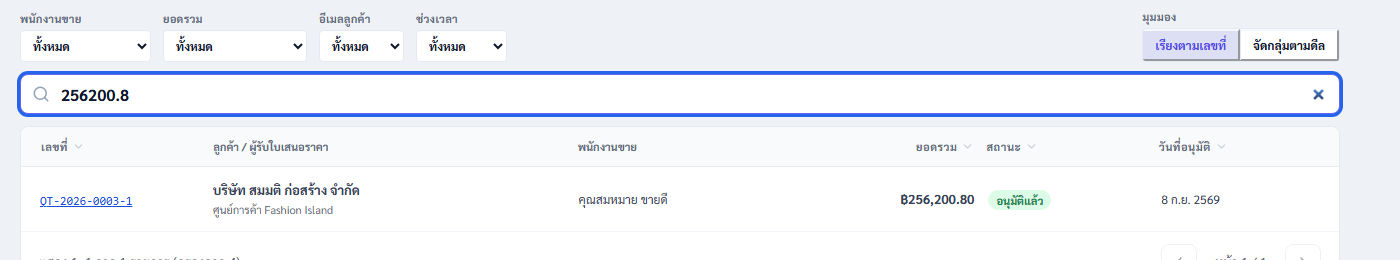 พนักงานขาย ยอดรวม อีเมลลูกค้า ช่วงเวลา มุมมอง
ทั้งหมด ทั้งหมด ทั้งหมด ทั้งหมด เรียงตามเลขที่ จัดกลุ่มตามดีล
256200.8
เลขที่ ลูกค้า / ผู้รับใบเสนอราคา พนักงานขาย ยอดรวม สถานะ วันที่อนุมัติ
บริษัท สมมติ ก่อสร้าง จำกัด
QT-2026-0003-1 คุณสมหมาย ขายดี ฿256,200.80 อนุมัติแล้ว 8 ก.ย. 2569
ศูนย์การค้า Fashion Island